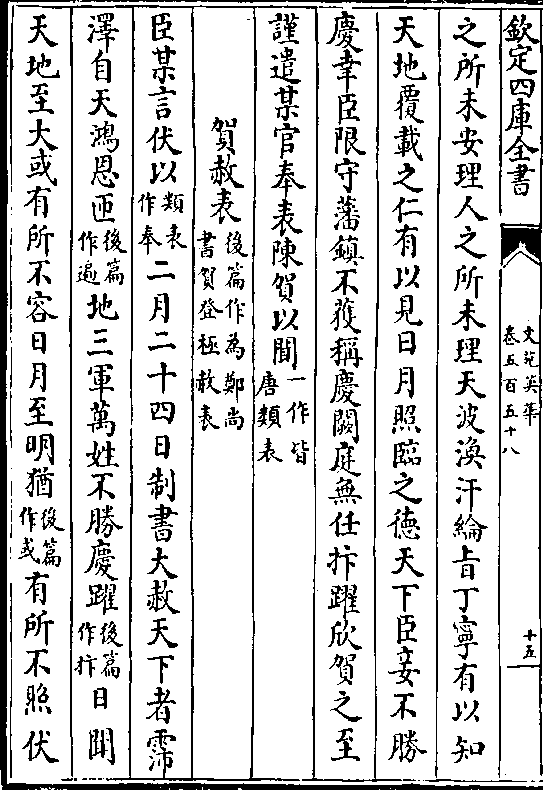 欽定四庫全書
文苑英華
卷五百五十八
十五
之所未安理人之所未理天波渙汗綸旨丁寧有以知
天地覆載之仁有以見日月照臨之德天下臣妾不勝
慶幸臣限守藩鎮不獲稱慶闕庭無任抃躍欣賀之至
謹遣某官奉表陳賀以聞一作皆唐類表
賀赦表後篇作為鄭尚書賀登極赦表
臣某言伏以類表作奉二月二十四日制書大赦天下者霈
澤自天鴻恩匝後篇作遍地三軍萬姓不勝慶躍後篇作抃日聞
天地至大或有所不容日月至明猶後篇作或有所不照伏